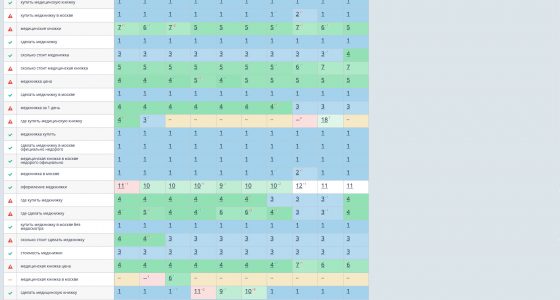 купить медицинскую книжку
1 1 1 1 1 1 1 1 1 1
купить медкнижку в москве
1 1 1 1 1 1 1 2 1 1
медицинская книжка
7 6 7 5 5 5 5 5 5 5
сделать медкнижку
1 1 1 1 1 1 1 1 1 1
сколько стоит медкнижка
3 3 3 3 3 3 3 3 3 4
сколько стоит медицинская книжка
5 5 5 5 5 5 5 6 7 7
медкнижка цена
4 4 4 5 4 5 5 5 5 5
сделать медкнижку в москве
1 1 1 1 1 1 1 1 1 1
медкнижка за 1 день
4 4 4 4 4 4 4 3 3 3
где купить медицинскую книжку
4 3 – – – – – – 18 –
медкнижка купить
1 1 1 1 1 1 1 1 1 1
сделать медкнижку в москве
официально недорого
1 1 1 1 1 1 1 1 1 1
медицинская книжка в москве
недорого официально
1 1 1 1 1 1 1 1 1 1
медкнижка в москве
1 1 1 1 1 1 1 2 1 1
оформление медкнижки
11 10 10 10 9 10 10 12 11 11
где купить медкнижку
4 4 4 4 4 4 3 3 3 4
где сделать медкнижку
4 5 4 4 6 6 4 3 3 4
купить медкнижку в москве без
медосмотра
1 1 1 1 1 1 1 1 1 1
сколько стоит сделать медкнижку
4 4 3 3 3 3 3 3 3 3
стоимость медкнижки
3 3 3 3 3 3 3 3 3 3
медицинская книжка цена
4 4 4 4 4 4 4 7 6 6
медицинская книжка в москве
– – 6 – – – – – – –
сделать медицинскую книжку
1 1 1 11 9 10 1 1 1 1